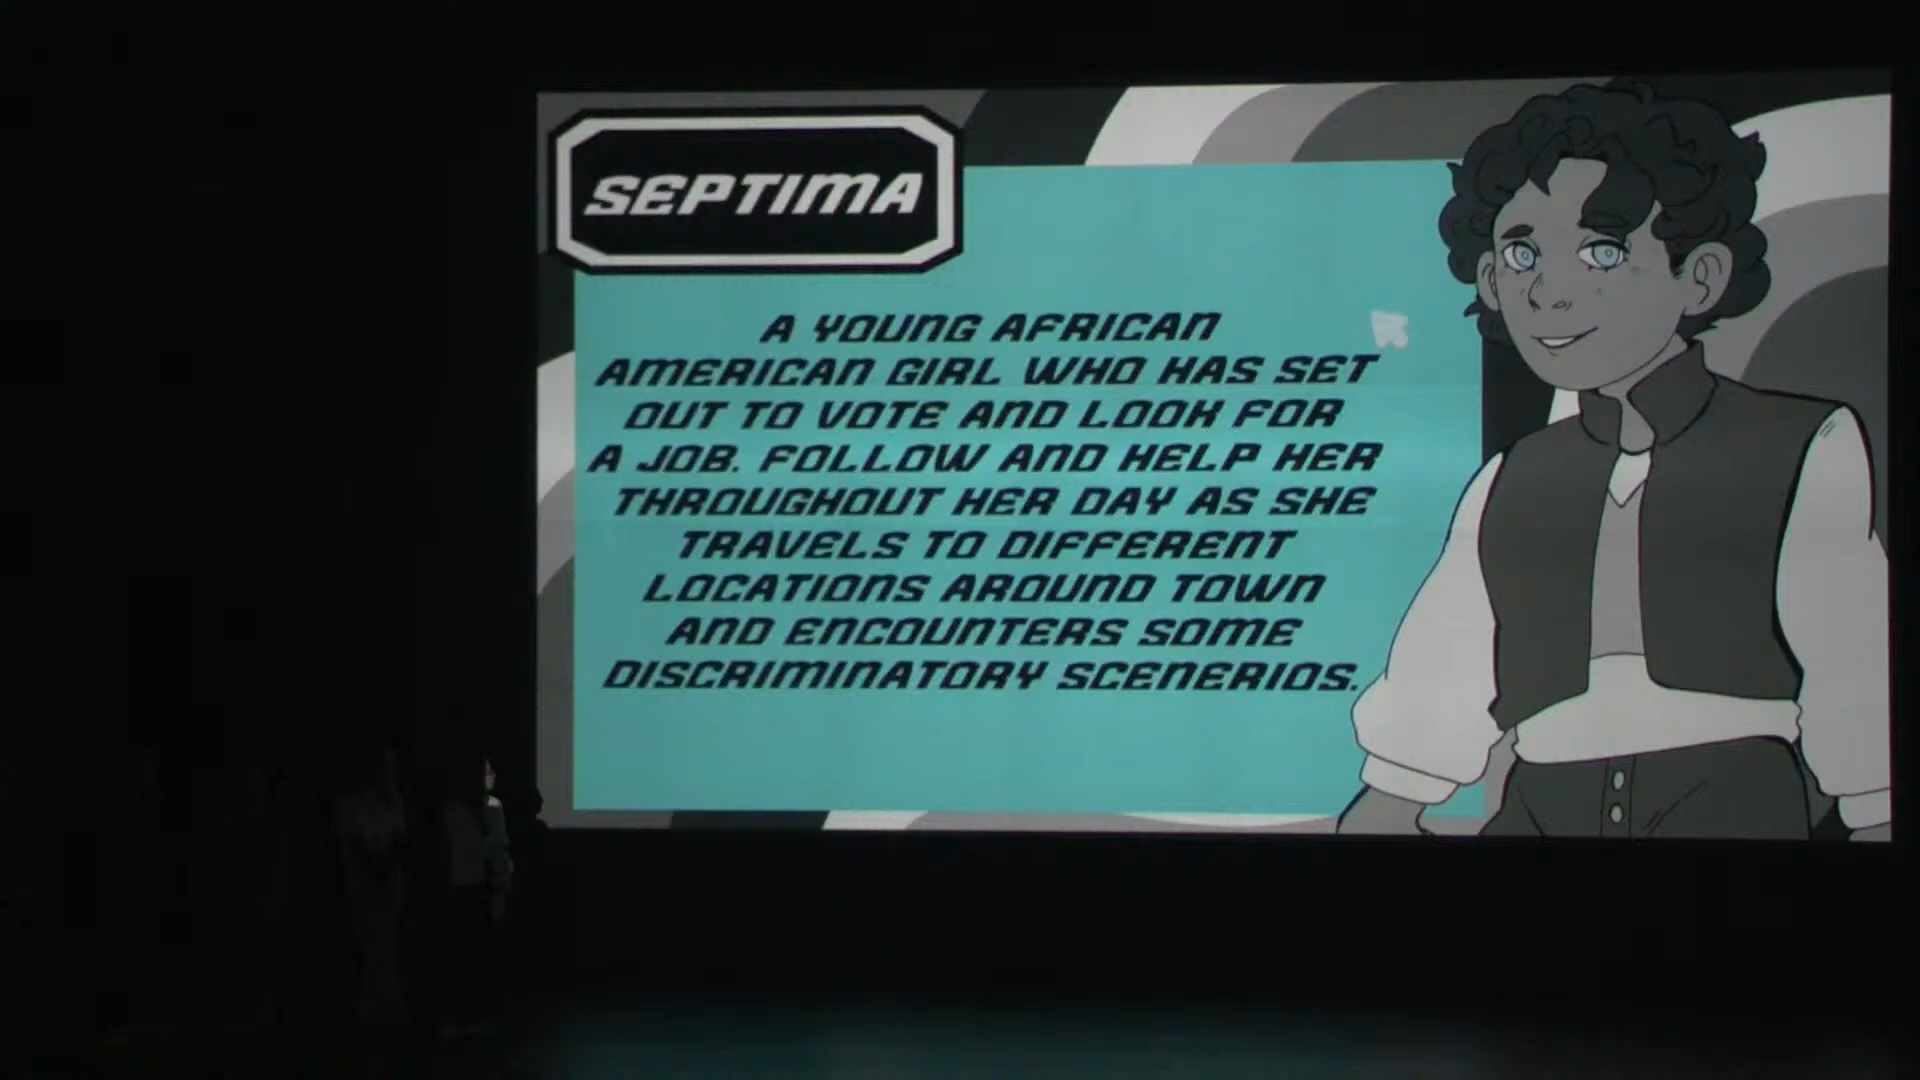 SEPTIMA
A YOUNG AFRICAN
AMERICAN GIRL WHO HAS SET
OUT TO VOTE AND LOOK FOR
A JOB. FOLLOW AND HELP HER
THROUGHOUT HER DAY AS SHE
TRAVELS TO DIFFERENT
LOCATIONS AROUND TOWN
AND ENCOUNTERS SOME
DISCRIMINATORY SCENERIOS.